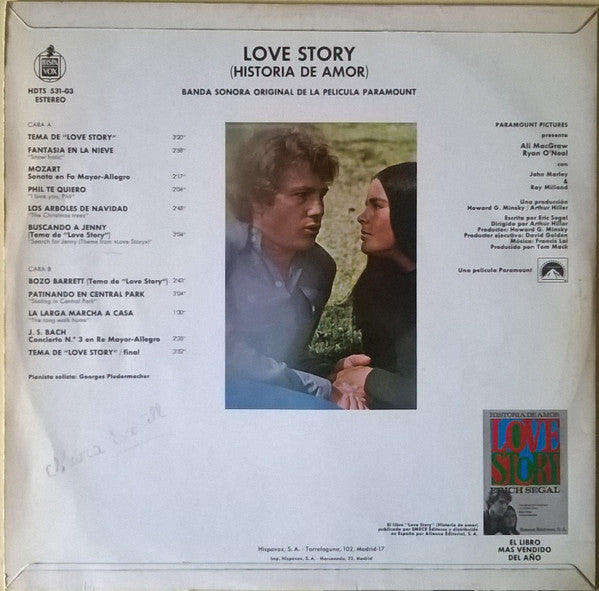 HISPA
VOX
HDTS 531-03
ESTEREO
LOVE STORY
(HISTORIA DE AMOR)
BANDA SONORA ORIGINAL DE LA PELICULA PARAMOUNT
CARA A
TEMA DE "LOVE STORY" 3'20"
FANTASIA EN LA NIEVE 2'58"
"Snow frolic"
MOZART
Sonata en Fa Mayor-Allegro 2'17"
PHIL TE QUIERO 2'04"
"I love you, Phil"
LOS ARBOLES DE NAVIDAD 2'48"
"The Christmas trees"
BUSCANDO A JENNY
(Tema de "Love Story") 3'04"
"Search for Jenny (Theme from «Love Story»)"
CARA B
BOZO BARRETT (Tema de "Love Story") 2'43"
PATINANDO EN CENTRAL PARK 3'04"
"Skating in Central Park"
LA LARGA MARCHA A CASA 1'30"
"The long walk home"
J. S. BACH
Concierto N.º 3 en Re Mayor-Allegro 2'35"
TEMA DE "LOVE STORY" / final 3'52"
Pianista solista: Georges Pludermacher
PARAMOUNT PICTURES
presenta
Ali MacGraw
Ryan O'Neal
con
John Marley
&
Ray Milland
Una producción
Howard G. Minsky / Arthur Hiller
Escrita por Eric Segal
Dirigida por Arthur Hiller
Productor: Howard G. Minsky
Productor ejecutivo: David Golden
Música: Francis Lai
Producido por: Tom Mack
Una película Paramount
Paramount
HISTORIA DE AMOR
LOVE
STORY
ERICH SEGAL
El libro "Love Story" (Historia de amor)
publicado por EMECE Editores y distribuido
en España por Alianza Editorial, S. A.
EL LIBRO
MAS VENDIDO
DEL AÑO
Hispavox, S. A. - Torrelaguna, 102, Madrid-17
Imp. Hispavox, S. A. - Maruenda, 22, Madrid